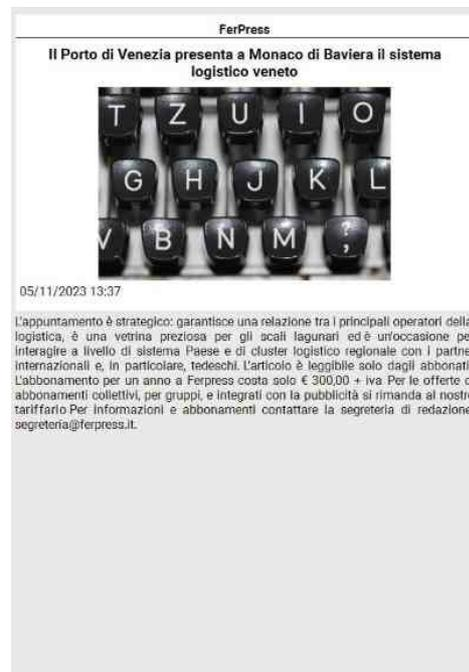 FerPress
Il Porto di Venezia presenta a Monaco di Baviera il sistema
logistico veneto
T Z U I O
G H J K L
V B N M ? ;
05/11/2023 13:37
L'appuntamento è strategico: garantisce una relazione tra i principali operatori della
logistica, è una vetrina preziosa per gli scali lagunari ed è un'occasione pe
interagire a livello di sistema Paese e di cluster logistico regionale con i partne
internazionali e, in particolare, tedeschi. L'articolo è leggibile solo dagli abbonati
L'abbonamento per un anno a Ferpress costa solo € 300,00 + iva Per le offerte d
abbonamenti collettivi, per gruppi, e integrati con la pubblicità si rimanda al nostr
tariffario Per informazioni e abbonamenti contattare la segreteria di redazione
segreteria@ferpress.it.